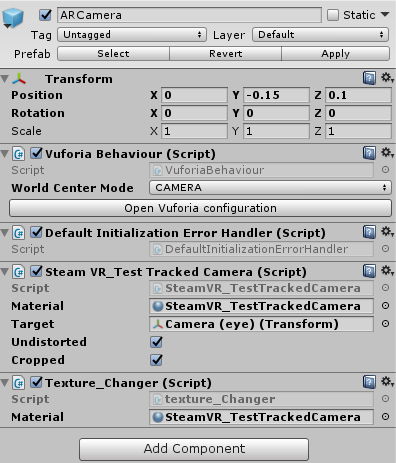 ARCamera Static
Tag Untagged Layer Default
Prefab Select Revert Apply
Transform
Position X 0 Y -0.15 Z 0.1
Rotation X 0 Y 0 Z 0
Scale X 1 Y 1 Z 1
Vuforia Behaviour (Script)
Script VuforiaBehaviour
World Center Mode CAMERA
Open Vuforia configuration
Default Initialization Error Handler (Script)
Script DefaultInitializationErrorHandler
Steam VR_Test Tracked Camera (Script)
Script SteamVR_TestTrackedCamera
Material SteamVR_TestTrackedCamera
Target Camera (eye) (Transform)
Undistorted
Cropped
Texture_Changer (Script)
Script texture_Changer
Material SteamVR_TestTrackedCamera
Add Component